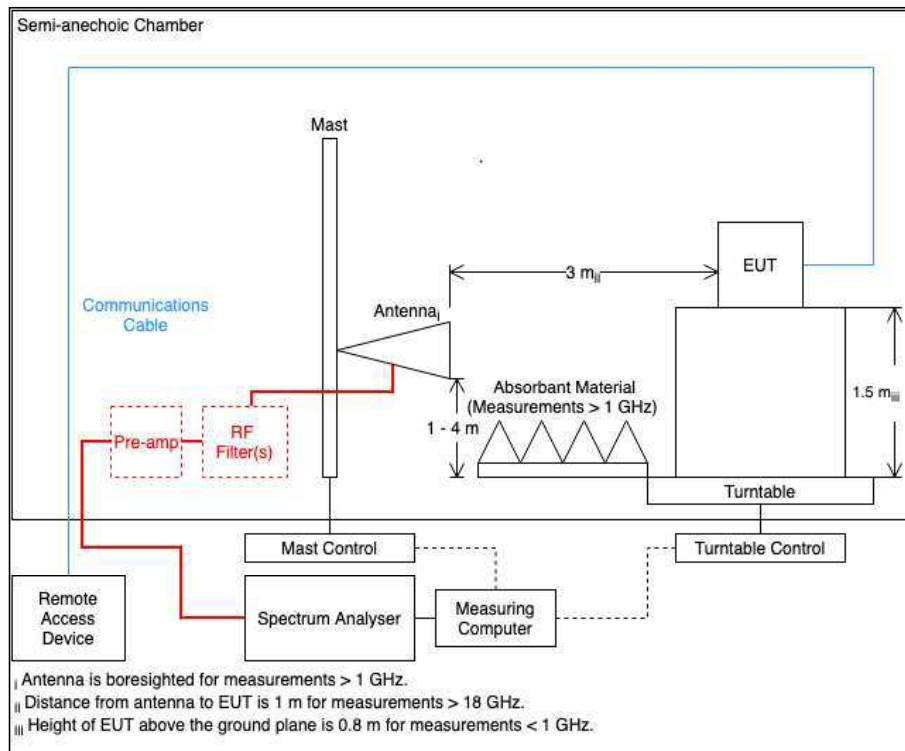 Semi-anechoic Chamber
Mast
EUT
3 m ii
Communications
Cable
Antenna i
Absorbant Material
(Measurements > 1 GHz)
1.5 m iii
1 - 4 m
Pre-amp
RF
Filter(s)
Turntable
Mast Control
Turntable Control
Remote
Access
Device
Spectrum Analyser
Measuring
Computer
i Antenna is boresighted for measurements > 1 GHz.
ii Distance from antenna to EUT is 1 m for measurements > 18 GHz.
iii Height of EUT above the ground plane is 0.8 m for measurements < 1 GHz.